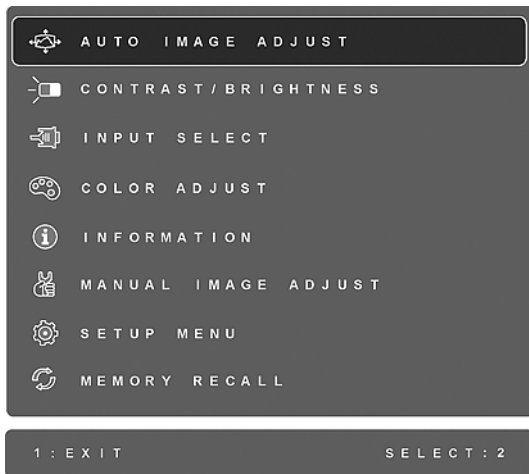 AUTO IMAGE ADJUST
CONTRAST/BRIGHTNESS
INPUT SELECT
COLOR ADJUST
INFORMATION
MANUAL IMAGE ADJUST
SETUP MENU
MEMORY RECALL
1:EXIT SELECT:2